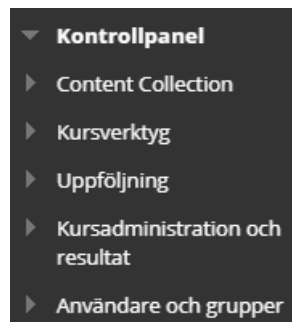 Kontrollpanel
Content Collection
Kursverktyg
Uppföljning
Kursadministration och
resultat
Användare och grupper